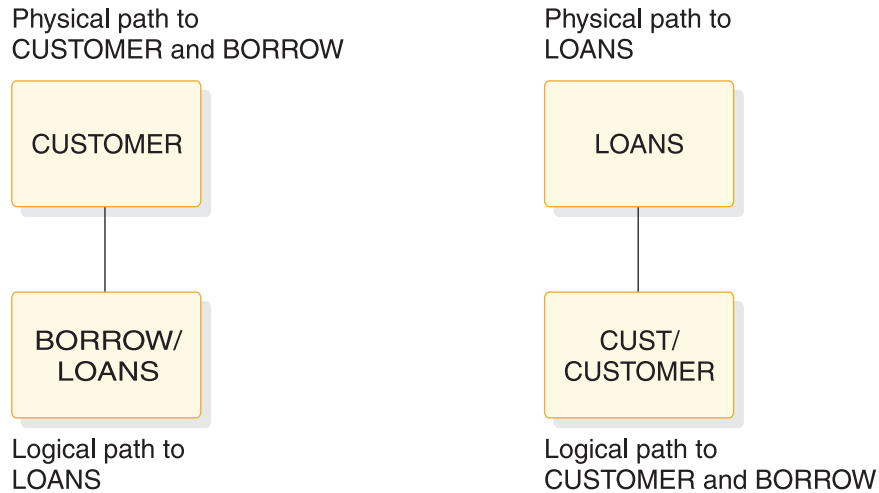 Physical path to
CUSTOMER and BORROW
CUSTOMER
BORROW/
LOANS
Logical path to
LOANS
Physical path to
LOANS
LOANS
CUST/
CUSTOMER
Logical path to
CUSTOMER and BORROW